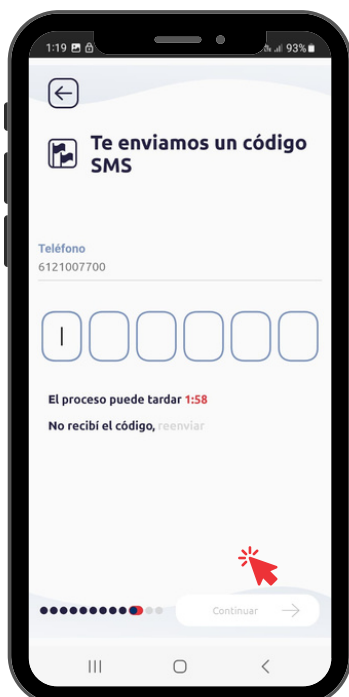 1:19 93%
Te enviamos un código
SMS
Teléfono
6121007700
El proceso puede tardar 1:58
No recibí el código, reenviar
Continuar